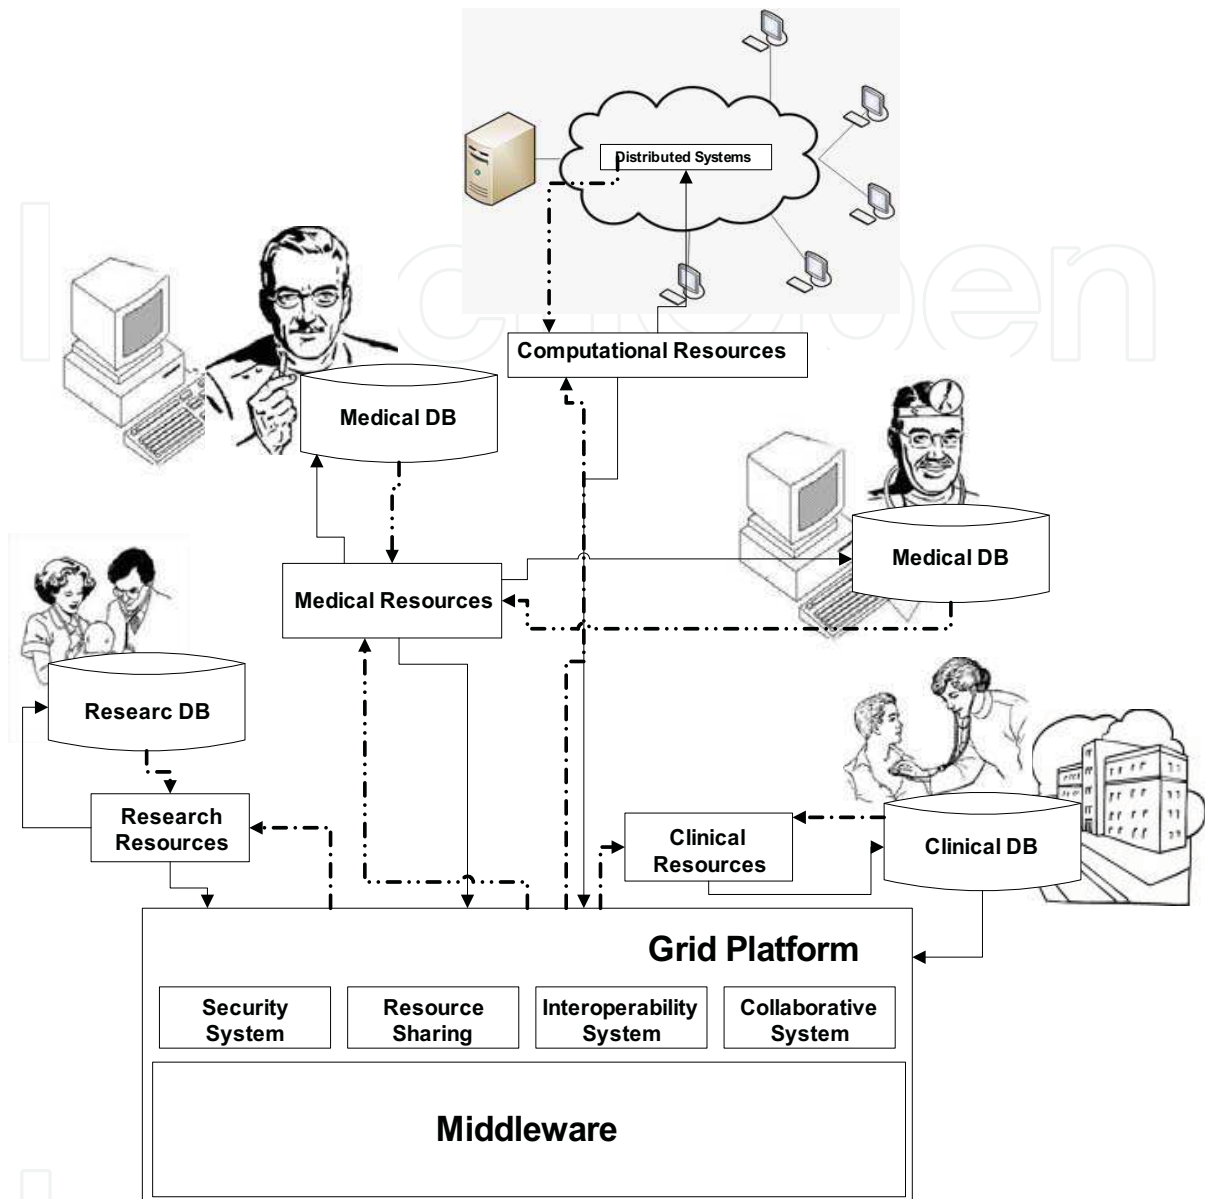 Distributed Systems
Computational Resources
Medical DB
Medical DB
Medical Resources
Researc DB
Research
Resources
Clinical
Resources
Clinical DB
Grid Platform
Security
System
Resource
Sharing
Interoperability
System
Collaborative
System
Middleware